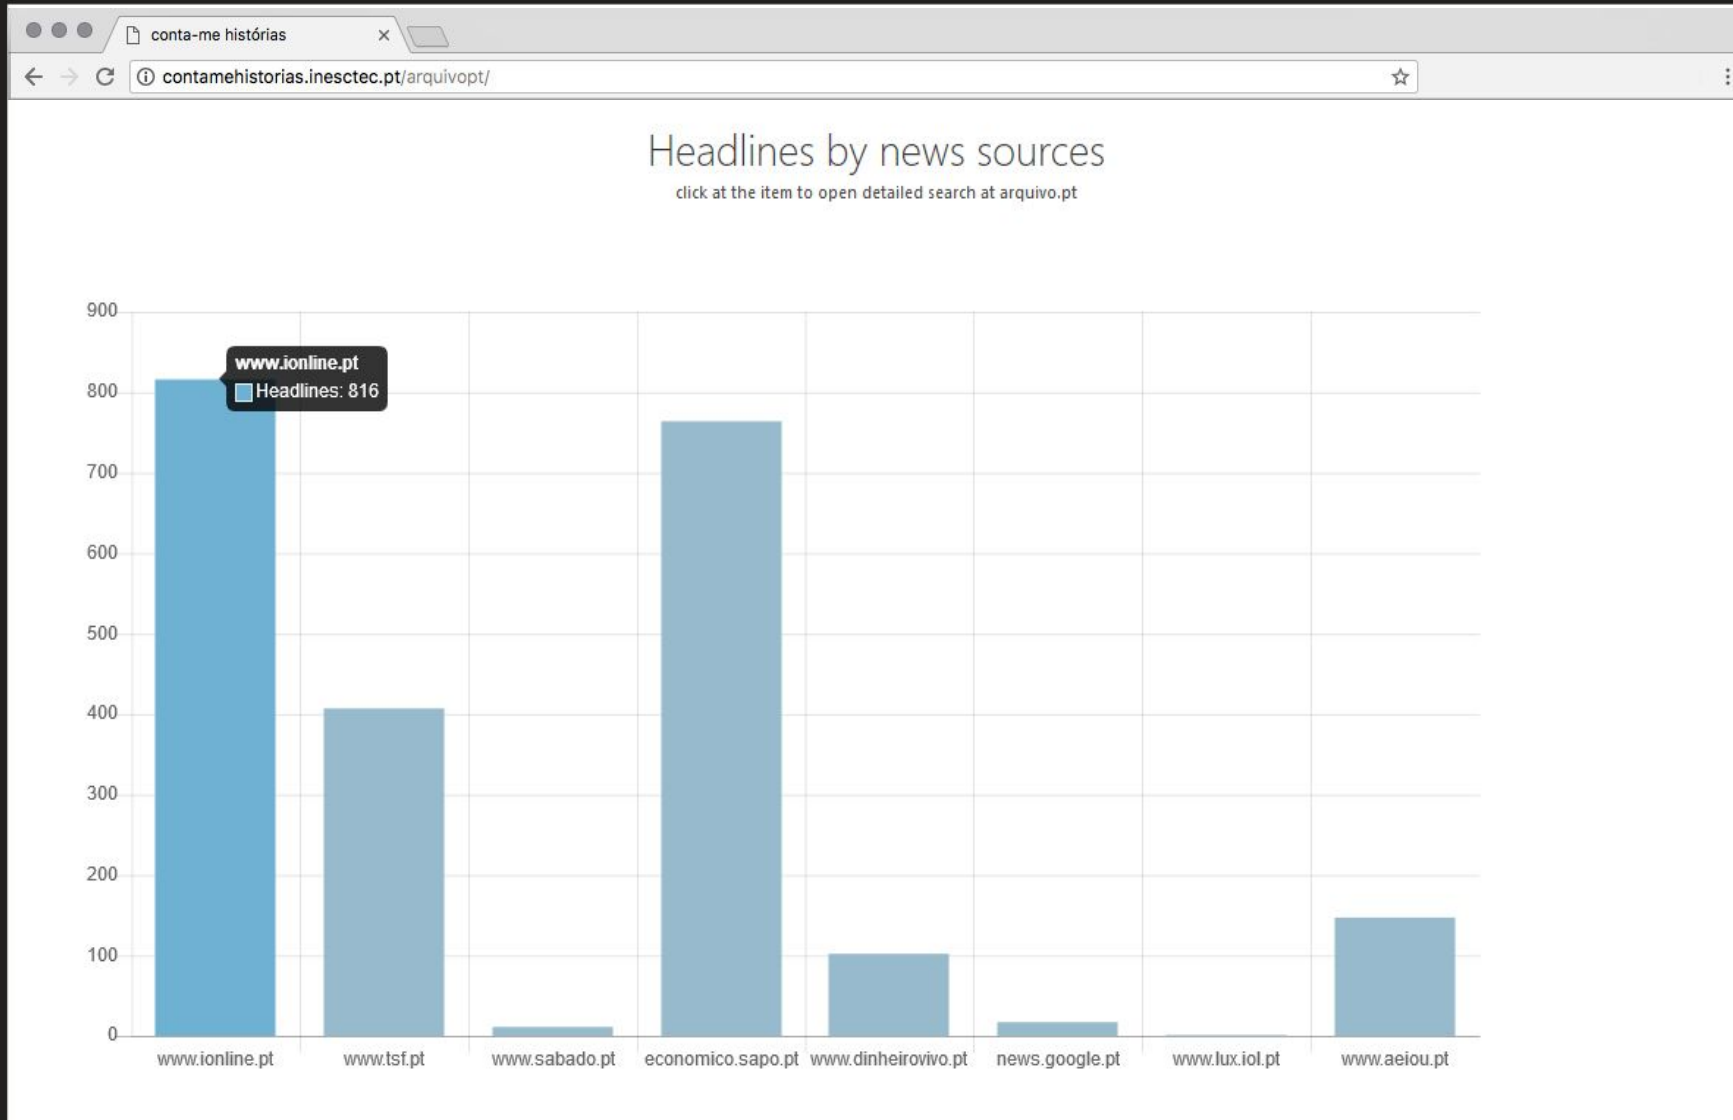 conta-me histórias
contamehistorias.inesctec.pt/arquivopt/
Headlines by news sources
click at the item to open detailed search at arquivo.pt
900
800
700
600
500
400
300
200
100
0
www.ionline.pt
Headlines: 816
www.ionline.pt www.tsf.pt www.sabado.pt economico.sapo.pt www.dinheirovivo.pt news.google.pt www.lux.iol.pt www.aeiou.pt